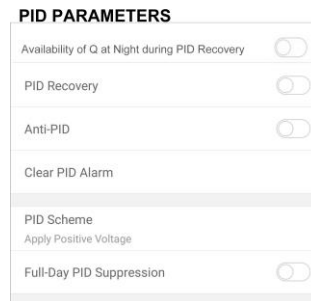 PID PARAMETERS
Availability of Q at Night during PID Recovery
PID Recovery
Anti-PID
Clear PID Alarm
PID Scheme
Apply Positive Voltage
Full-Day PID Suppression